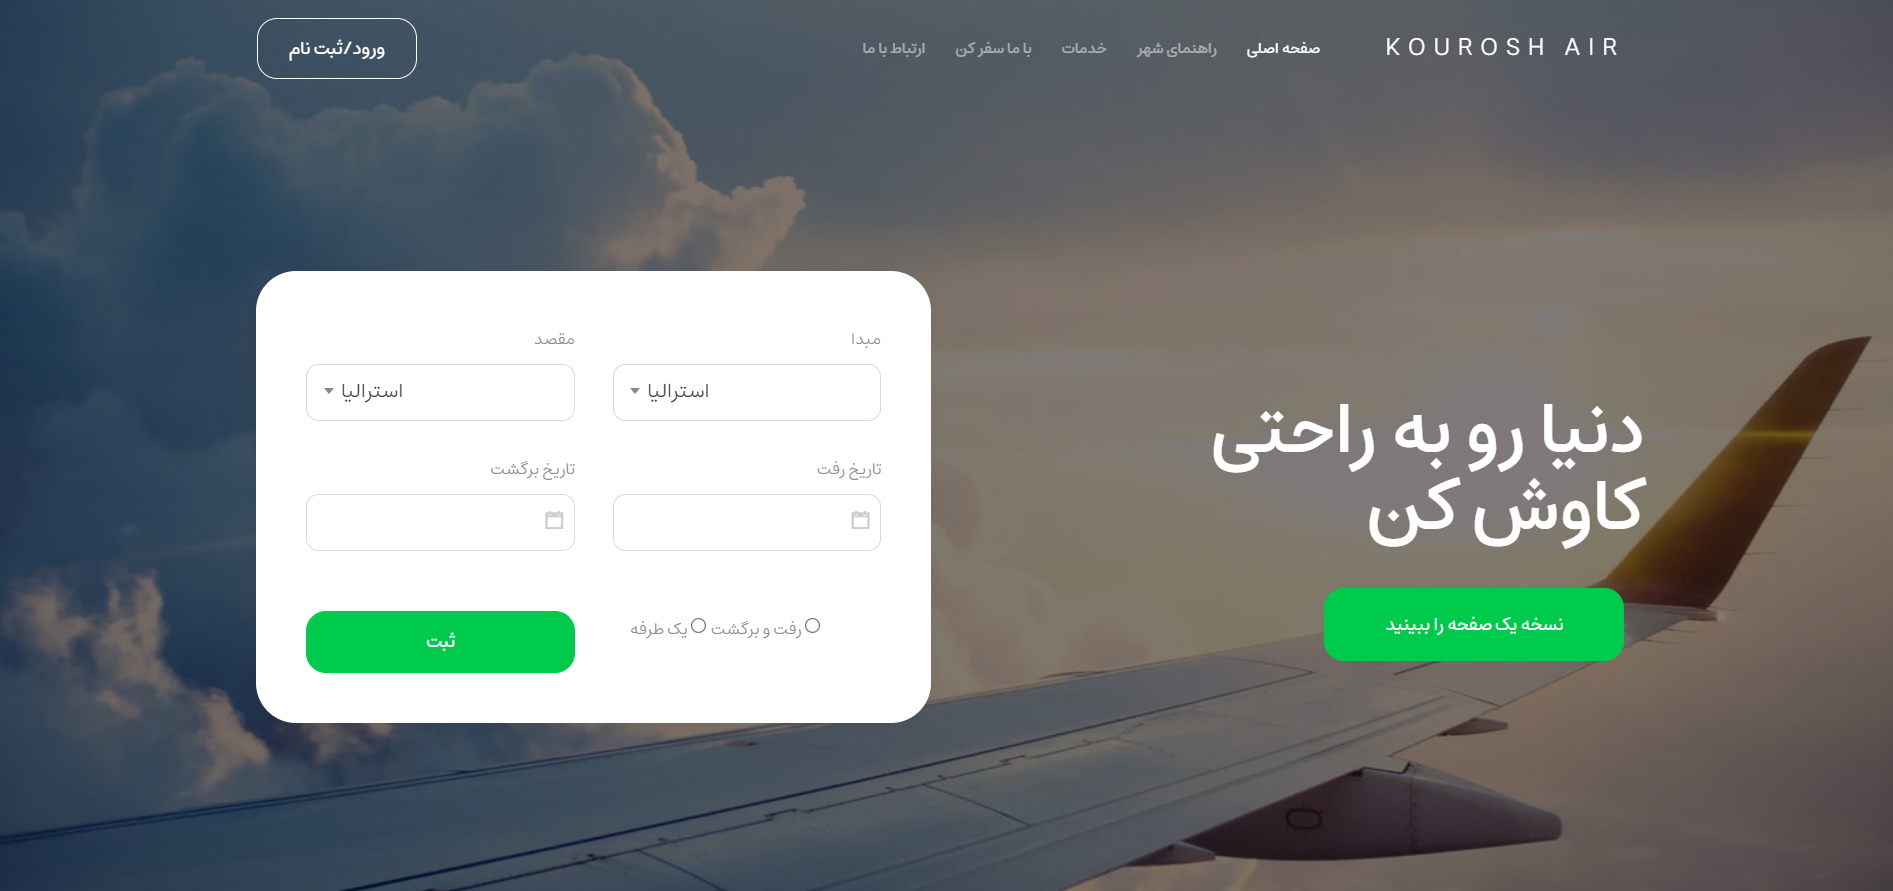 KOUROSH AIR
صفحه اصلی
راهنمای شهر
خدمات
با ما سفر کن
ارتباط با ما
ورود/ثبت نام
دنیا رو به راحتی
کاوش کن
نسخه یک صفحه را ببینید
مبدا
مقصد
استرالیا
استرالیا
تاریخ رفت
تاریخ برگشت
رفت و برگشت
یک طرفه
ثبت